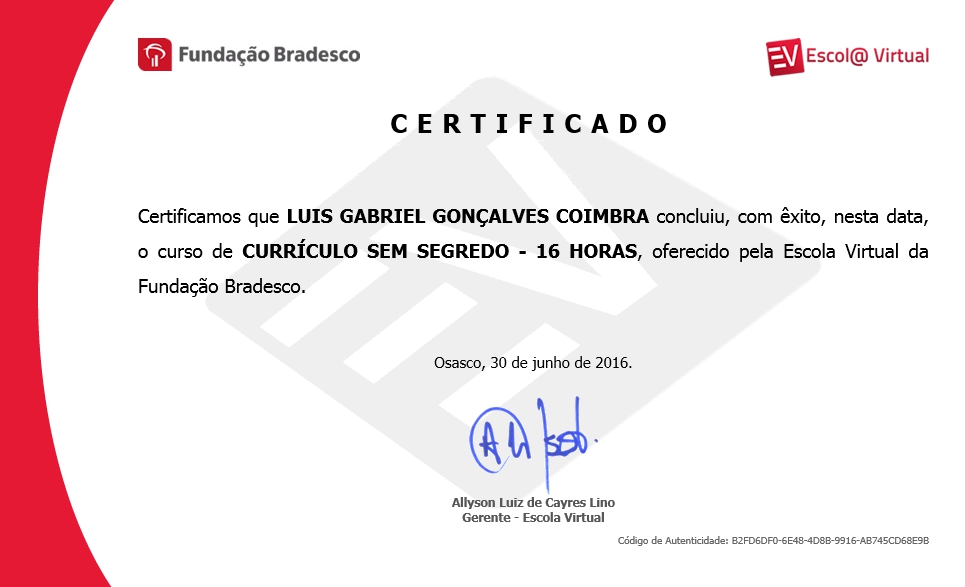 Fundação Bradesco
EV Escol@ Virtual
CERTIFICADO
Certificamos que LUIS GABRIEL GONÇALVES COIMBRA concluiu, com êxito, nesta data,
o curso de CURRÍCULO SEM SEGREDO - 16 HORAS, oferecido pela Escola Virtual da
Fundação Bradesco.
Osasco, 30 de junho de 2016.
Allyson Luiz de Cayres Lino
Gerente - Escola Virtual
Código de Autenticidade: B2FD6DF0-6E48-4D8B-9916-AB745CD68E9B